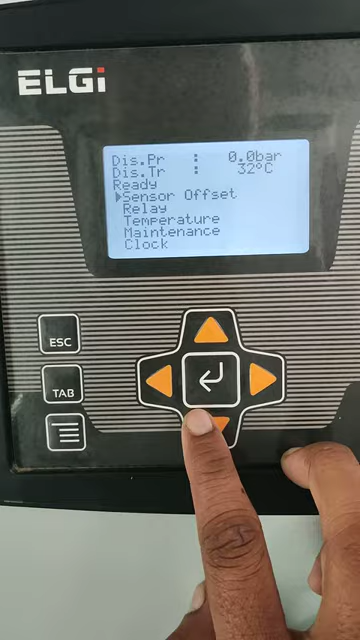 ELGi
Dis.Pr : 0.0bar
Dis.Tr : 32°C
Ready
Sensor Offset
Relay
Temperature
Maintenance
Clock
ESC
TAB